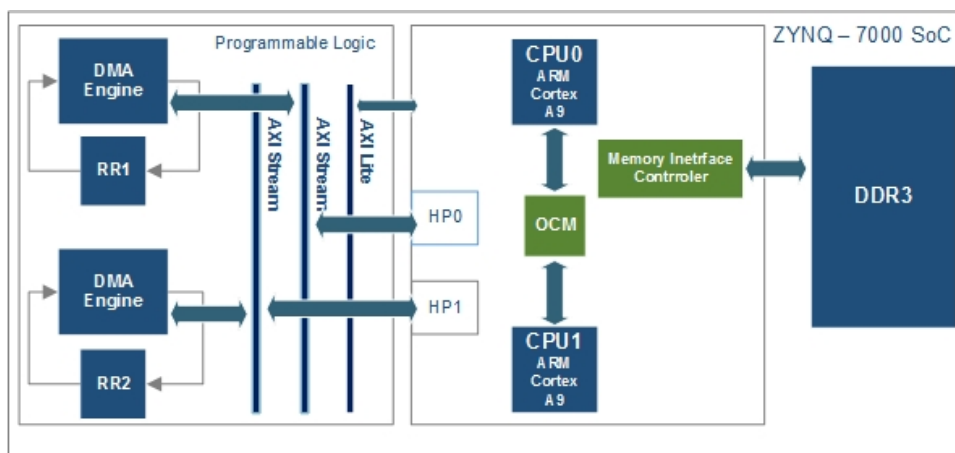 Programmable Logic
ZYNQ – 7000 SoC
DMA
Engine
RR1
DMA
Engine
RR2
AXI Stream
AXI Stream
AXI Lite
HP0
HP1
CPU0
ARM
Cortex
A9
OCM
CPU1
ARM
Cortex
A9
Memory Inetrface
Contrroler
DDR3